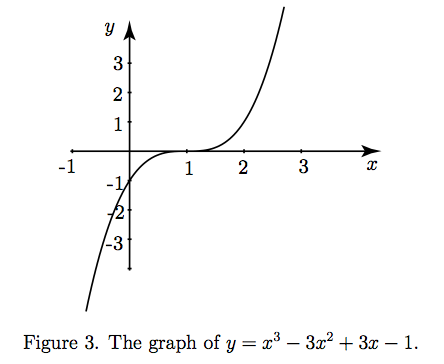 y
3
2
1
-1 1 2 3 x
-1
-2
-3
Figure 3. The graph of y = x³ − 3x² + 3x − 1.